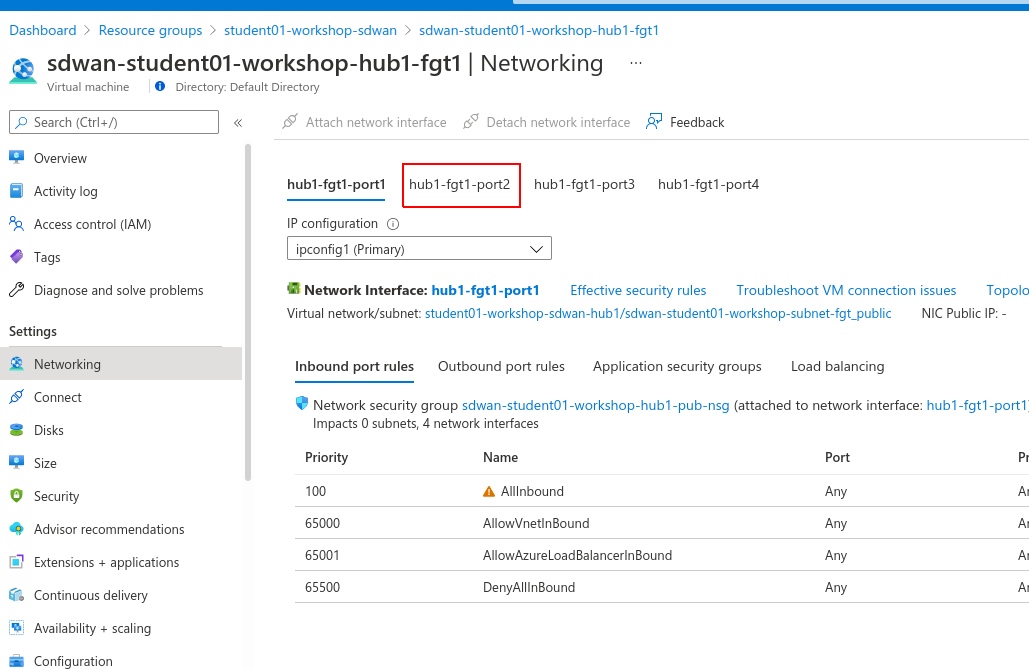 Dashboard > Resource groups > student01-workshop-sdwan > sdwan-student01-workshop-hub1-fgt1
sdwan-student01-workshop-hub1-fgt1 | Networking ...
Virtual machine Directory: Default Directory
Search (Ctrl+/) «
Attach network interface Detach network interface Feedback
Overview
Activity log
Access control (IAM)
Tags
Diagnose and solve problems
Settings
Networking
Connect
Disks
Size
Security
Advisor recommendations
Extensions + applications
Continuous delivery
Availability + scaling
Configuration
hub1-fgt1-port1 hub1-fgt1-port2 hub1-fgt1-port3 hub1-fgt1-port4
IP configuration
ipconfig1 (Primary)
Network Interface: hub1-fgt1-port1 Effective security rules Troubleshoot VM connection issues Topolo
Virtual network/subnet: student01-workshop-sdwan-hub1/sdwan-student01-workshop-subnet-fgt_public NIC Public IP: -
Inbound port rules Outbound port rules Application security groups Load balancing
Network security group sdwan-student01-workshop-hub1-pub-nsg (attached to network interface: hub1-fgt1-port1)
Impacts 0 subnets, 4 network interfaces
Priority Name Port Pr
100 AllInbound Any An
65000 AllowVnetInBound Any An
65001 AllowAzureLoadBalancerInBound Any An
65500 DenyAllInBound Any An